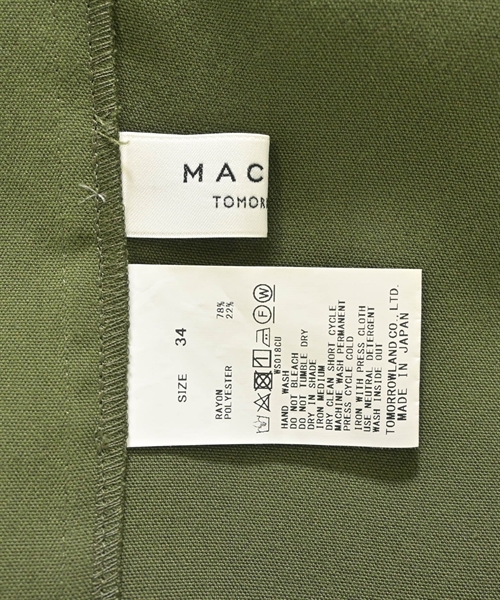 MAC
TOMOR
SIZE 34
RAYON 78%
POLYESTER 22%
WS018CU
HAND WASH
DO NOT BLEACH
DO NOT TUMBLE DRY
DRY IN SHADE
IRON MEDIUM
DRY CLEAN SHORT CYCLE
MACHINE WASH PERMANENT
PRESS CYCLE COLD
IRON WITH PRESS CLOTH
USE NEUTRAL DETERGENT
WASH INSIDE OUT
TOMORROWLAND CO., LTD.
MADE IN JAPAN